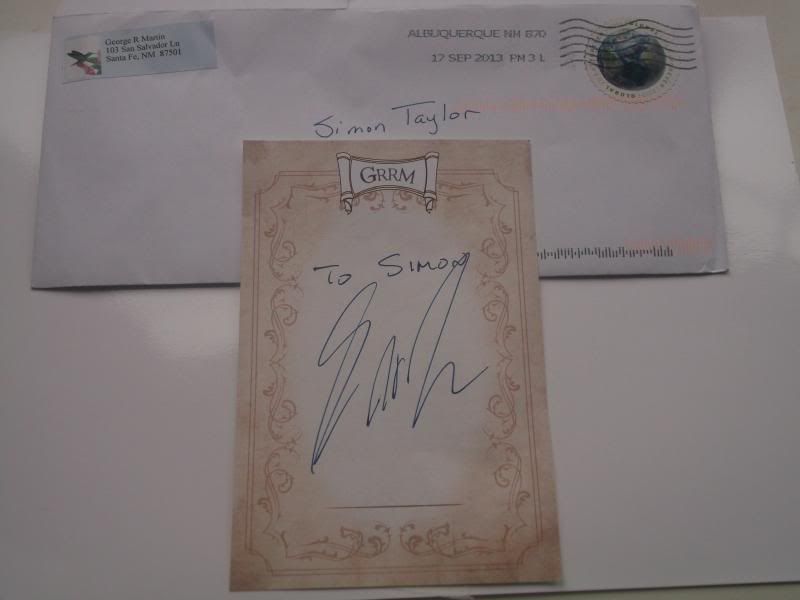 George R Martin
103 San Salvador Ln
Santa Fe, NM 87501
ALBUQUERQUE NM 870
17 SEP 2013 PM 3 L
Simon Taylor
GRRM
To SIMON